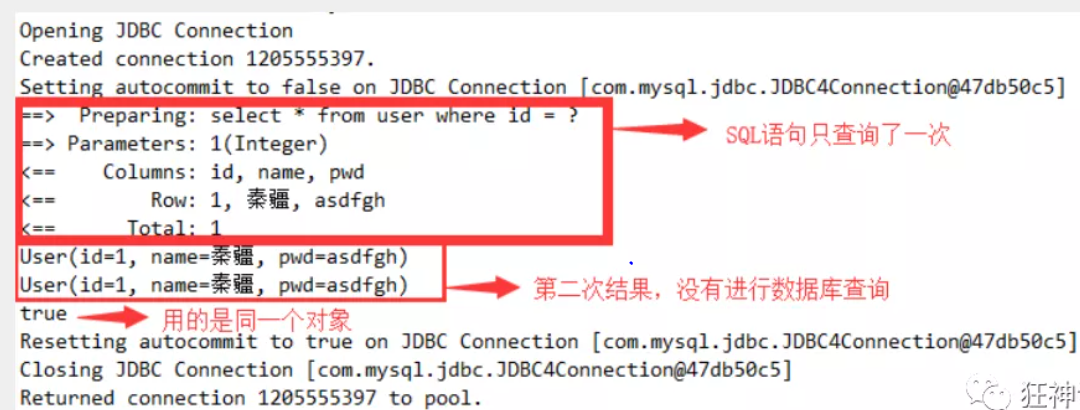 Opening JDBC Connection
Created connection 1205555397.
Setting autocommit to false on JDBC Connection [com.mysql.jdbc.JDBC4Connection@47db50c5]
==>  Preparing: select * from user where id = ?
SQL语句只查询了一次
==> Parameters: 1(Integer)
<==    Columns: id, name, pwd
<==        Row: 1, 秦疆, asdfgh
<==      Total: 1
User(id=1, name=秦疆, pwd=asdfgh)
User(id=1, name=秦疆, pwd=asdfgh)
第二次结果，没有进行数据库查询
true
用的是同一个对象
Resetting autocommit to true on JDBC Connection [com.mysql.jdbc.JDBC4Connection@47db50c5]
Closing JDBC Connection [com.mysql.jdbc.JDBC4Connection@47db50c5]
Returned connection 1205555397 to pool.
狂神